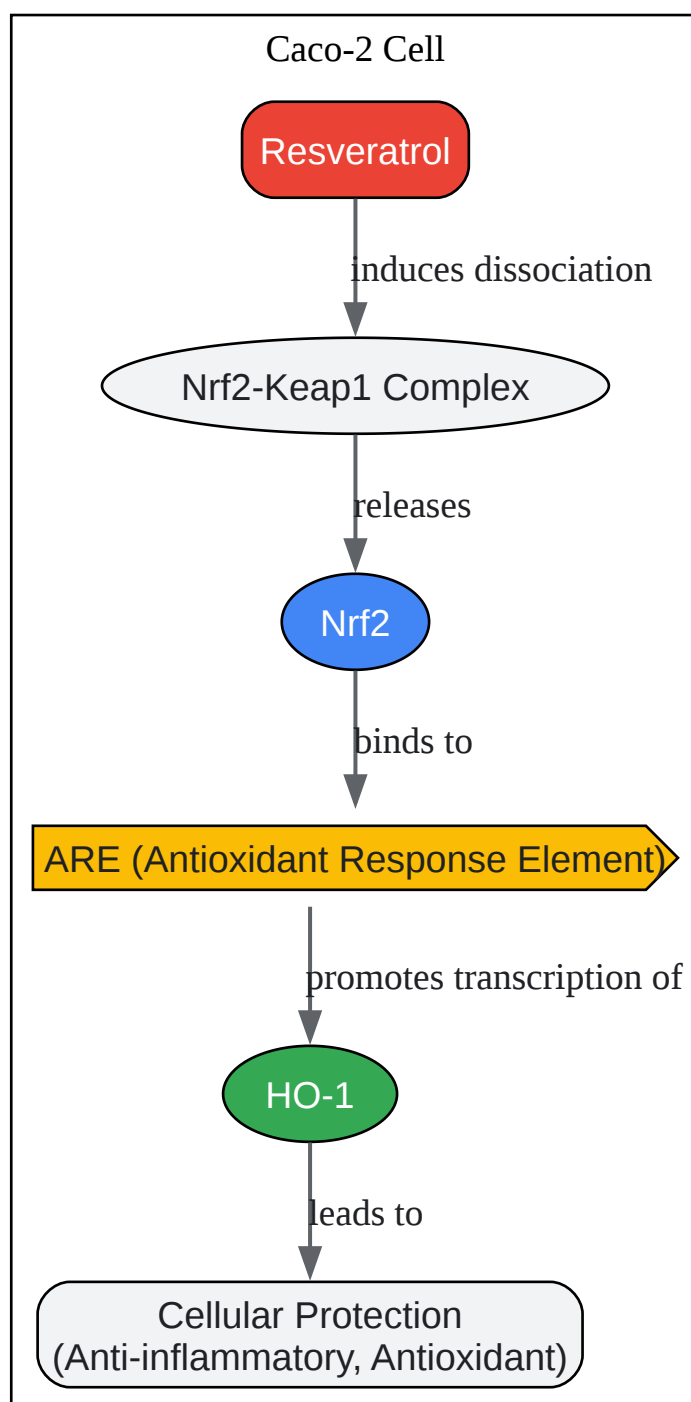 Caco-2 Cell
Resveratrol
induces dissociation
Nrf2-Keap1 Complex
releases
Nrf2
binds to
ARE (Antioxidant Response Element)
promotes transcription of
HO-1
leads to
Cellular Protection
(Anti-inflammatory, Antioxidant)